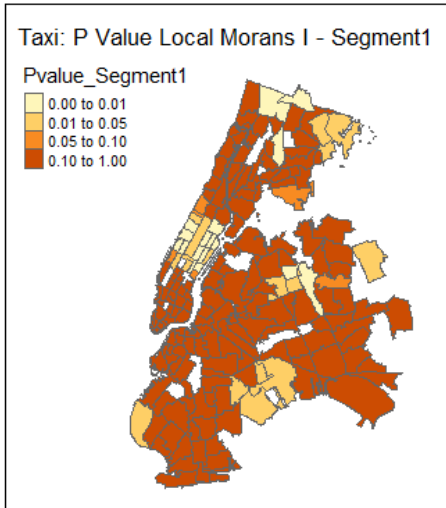 Taxi: P Value Local Morans I - Segment1
Pvalue_Segment1
0.00 to 0.01
0.01 to 0.05
0.05 to 0.10
0.10 to 1.00